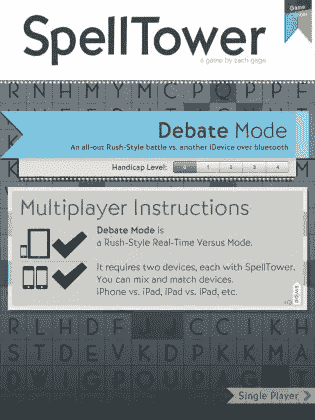 Game
SpellTower
a game by zach gage
R N H M Y M C P O P P F
Debate Mode
An all-out Rush-Style battle vs. another iDevice over bluetooth
Handicap Level: 0 1 2 3 4
Multiplayer Instructions
Debate Mode is
a Rush-Style Real-Time Versus Mode.
It requires two devices, each with SpellTower.
You can mix and match devices.
iPhone vs. iPad, iPad vs. iPad, etc.
R L H D F U C C I K H
S T D E V K D P K K M A
Single Player